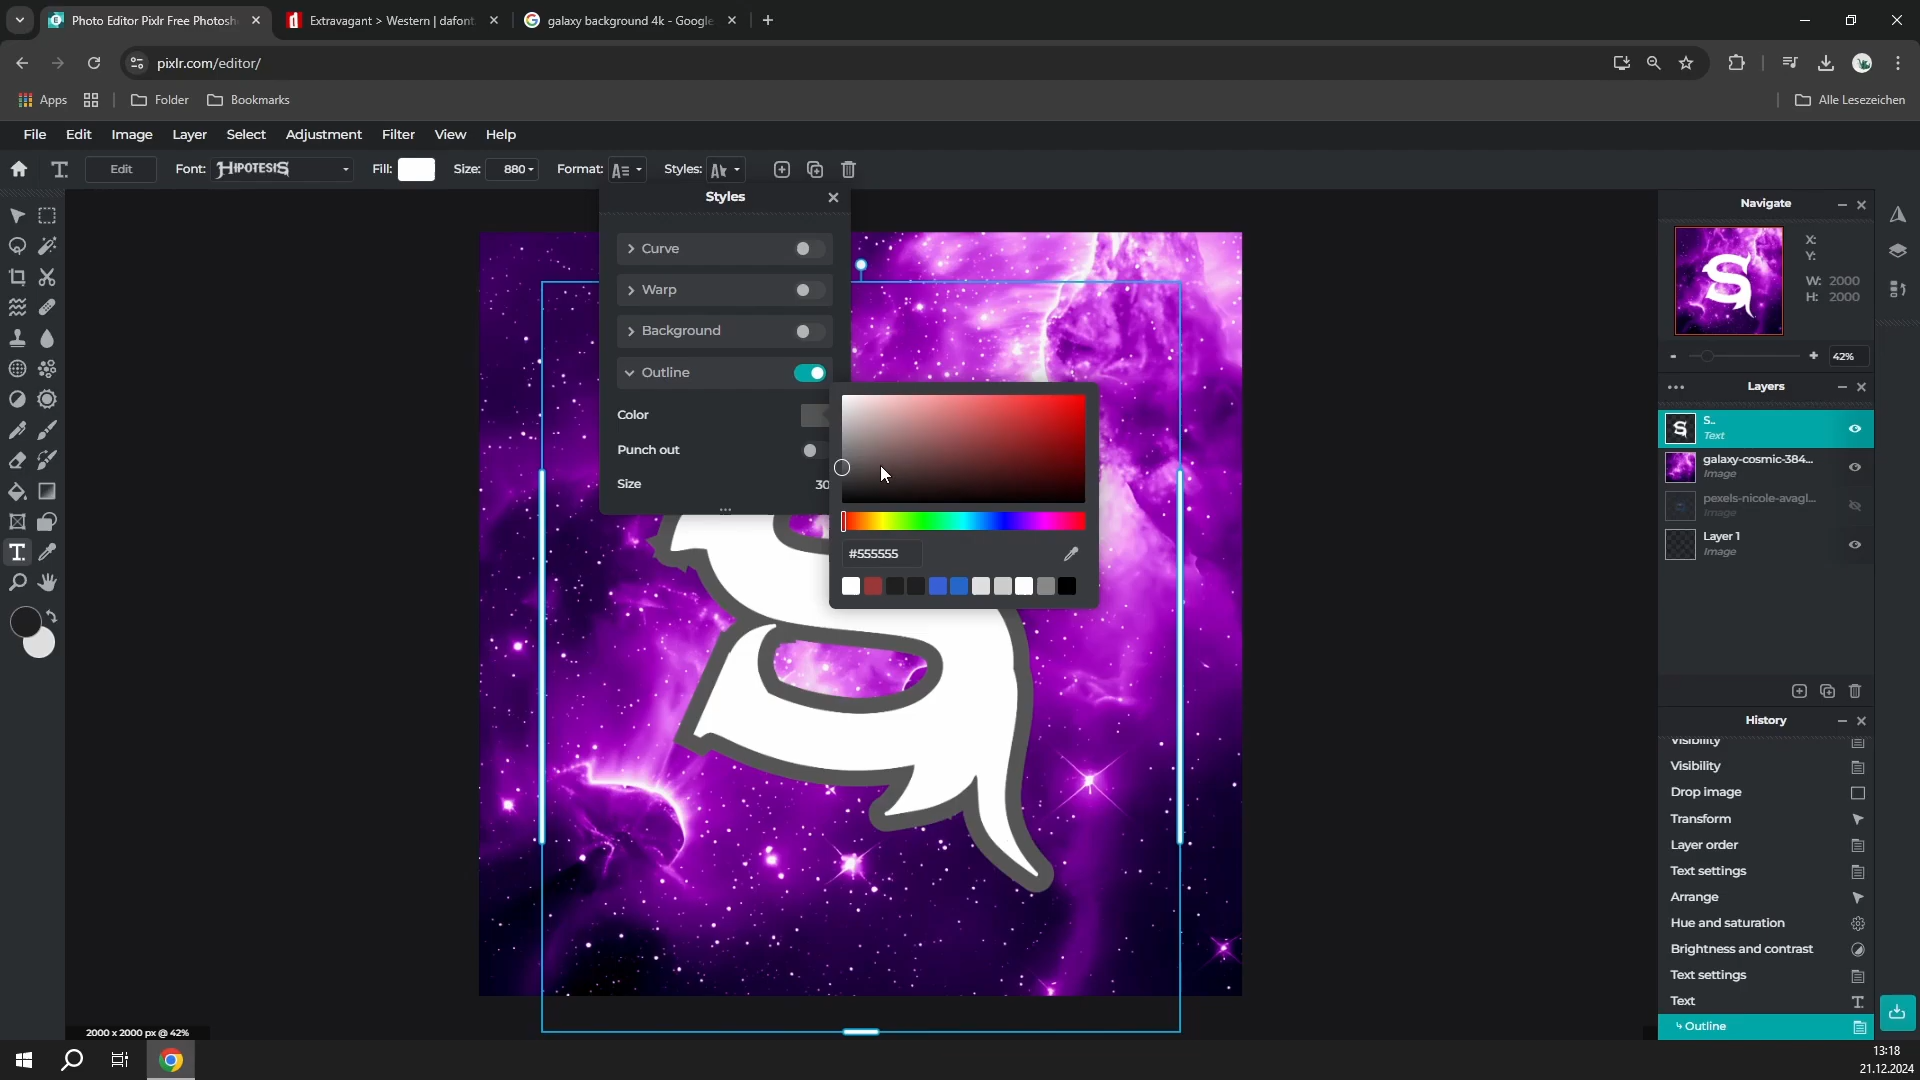 Photo Editor Pixlr Free Photosh
Extravagant > Western | dafont
galaxy background 4k - Google
pixlr.com/editor/
Apps
Folder
Bookmarks
Alle Lesezeichen
File Edit Image Layer Select Adjustment Filter View Help
Edit
Font: HIPOTESIS
Fill:
Size: 880
Format:
Styles:
Styles
Curve
Warp
Background
Outline
Color
Punch out
Size 30
#555555
S
Navigate
X:
Y:
W: 2000
H: 2000
42%
Layers
S..
Text
galaxy-cosmic-384...
Image
pexels-nicole-avagl...
Image
Layer 1
Image
History
Visibility
Visibility
Drop image
Transform
Layer order
Text settings
Arrange
Hue and saturation
Brightness and contrast
Text settings
Text
Outline
2000 x 2000 px @ 42%
13:18
21.12.2024